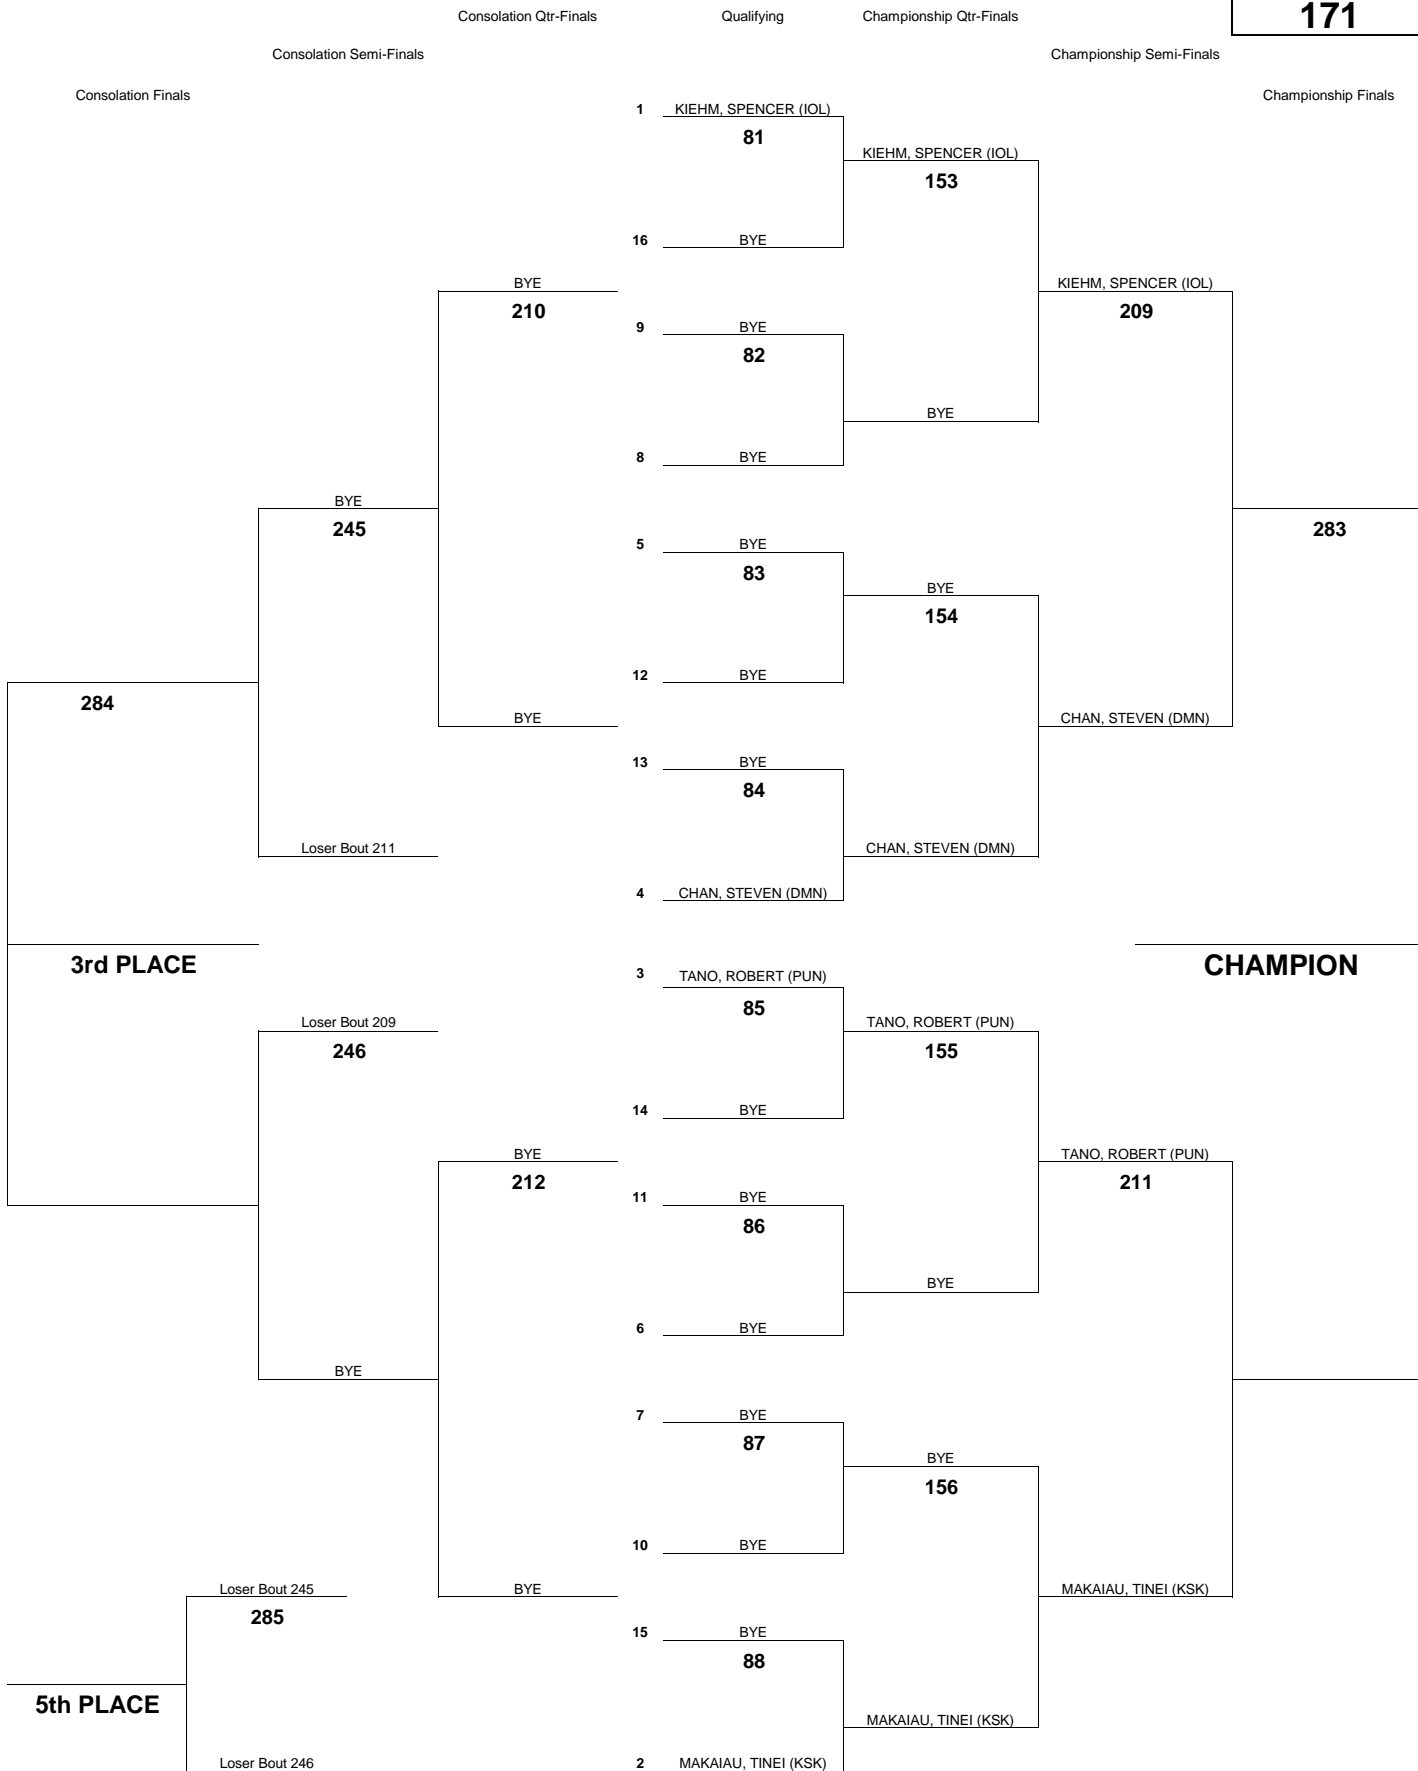 Consolation Qtr-Finals Qualifying Championship Qtr-Finals 171
Consolation Semi-Finals Championship Semi-Finals
Consolation Finals Championship Finals
1 KIEHM, SPENCER (IOL)
81
KIEHM, SPENCER (IOL)
153
16 BYE
BYE KIEHM, SPENCER (IOL)
210 209
9 BYE
82
BYE
8 BYE
BYE
245 283
5 BYE
83
BYE
154
12 BYE
284
BYE CHAN, STEVEN (DMN)
13 BYE
84
Loser Bout 211 CHAN, STEVEN (DMN)
4 CHAN, STEVEN (DMN)
3rd PLACE CHAMPION
3 TANO, ROBERT (PUN)
85
Loser Bout 209 TANO, ROBERT (PUN)
246 155
14 BYE
BYE TANO, ROBERT (PUN)
212 211
11 BYE
86
BYE
6 BYE
BYE
7 BYE
87
BYE
156
10 BYE
Loser Bout 245 BYE MAKAIAU, TINEI (KSK)
285
15 BYE
88
5th PLACE
MAKAIAU, TINEI (KSK)
Loser Bout 246 2 MAKAIAU, TINEI (KSK)